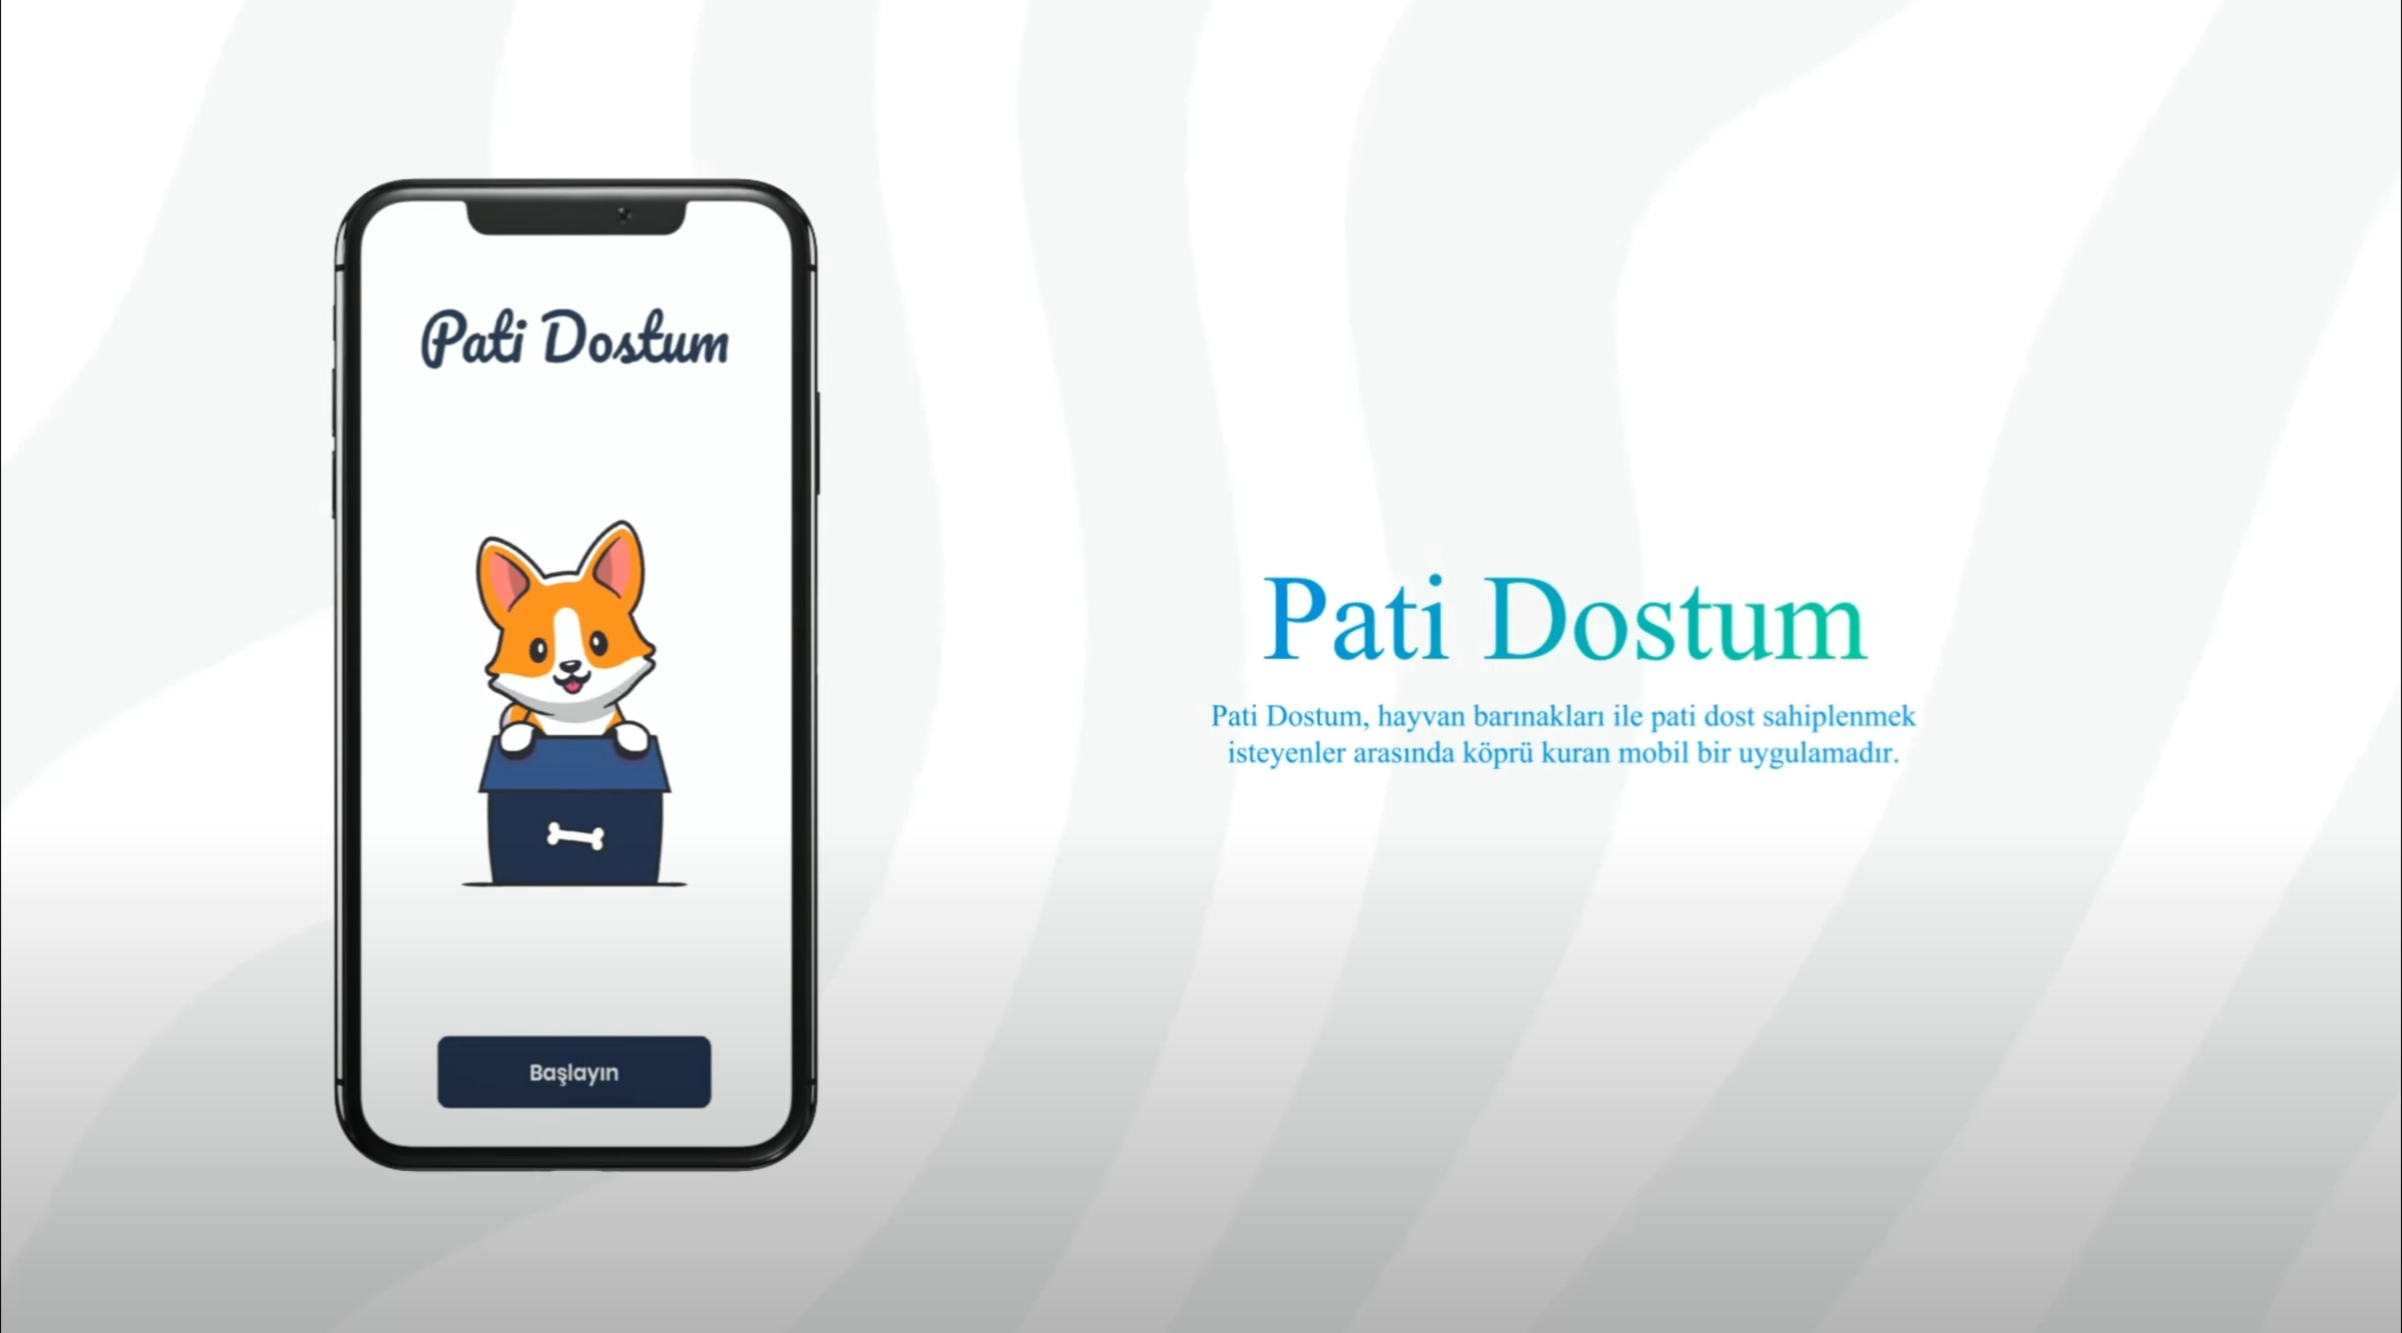 Pati Dostum
Başlayın
Pati Dostum
Pati Dostum, hayvan barınakları ile pati dost sahiplenmek
isteyenler arasında köprü kuran mobil bir uygulamadır.